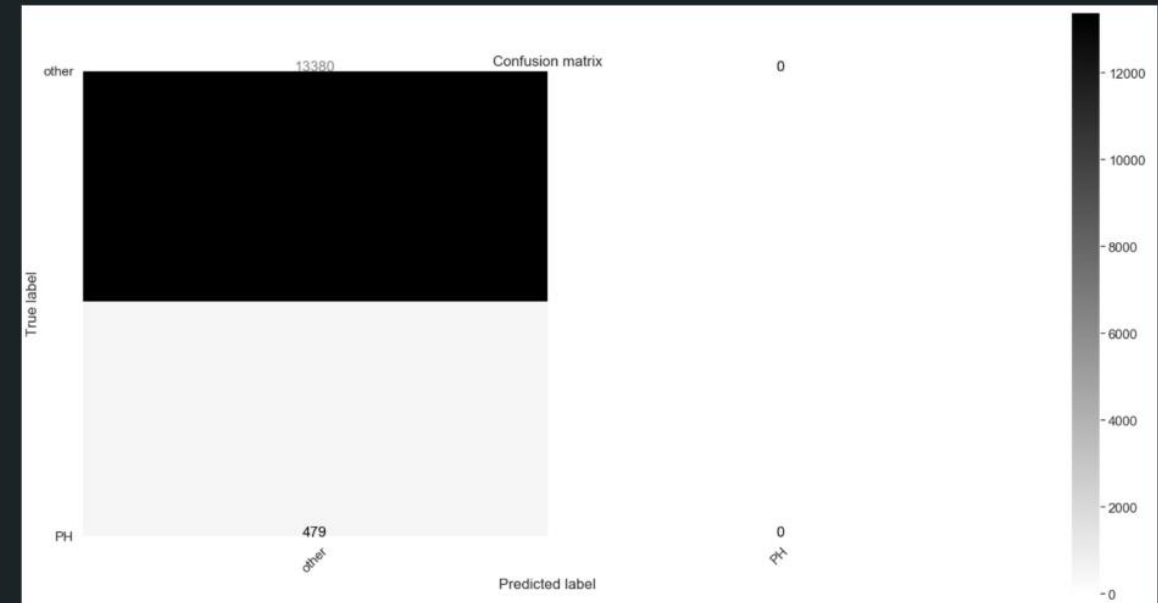 Confusion matrix
other
13380
0
True label
PH
479
0
other
PH
Predicted label
12000
10000
8000
6000
4000
2000
0